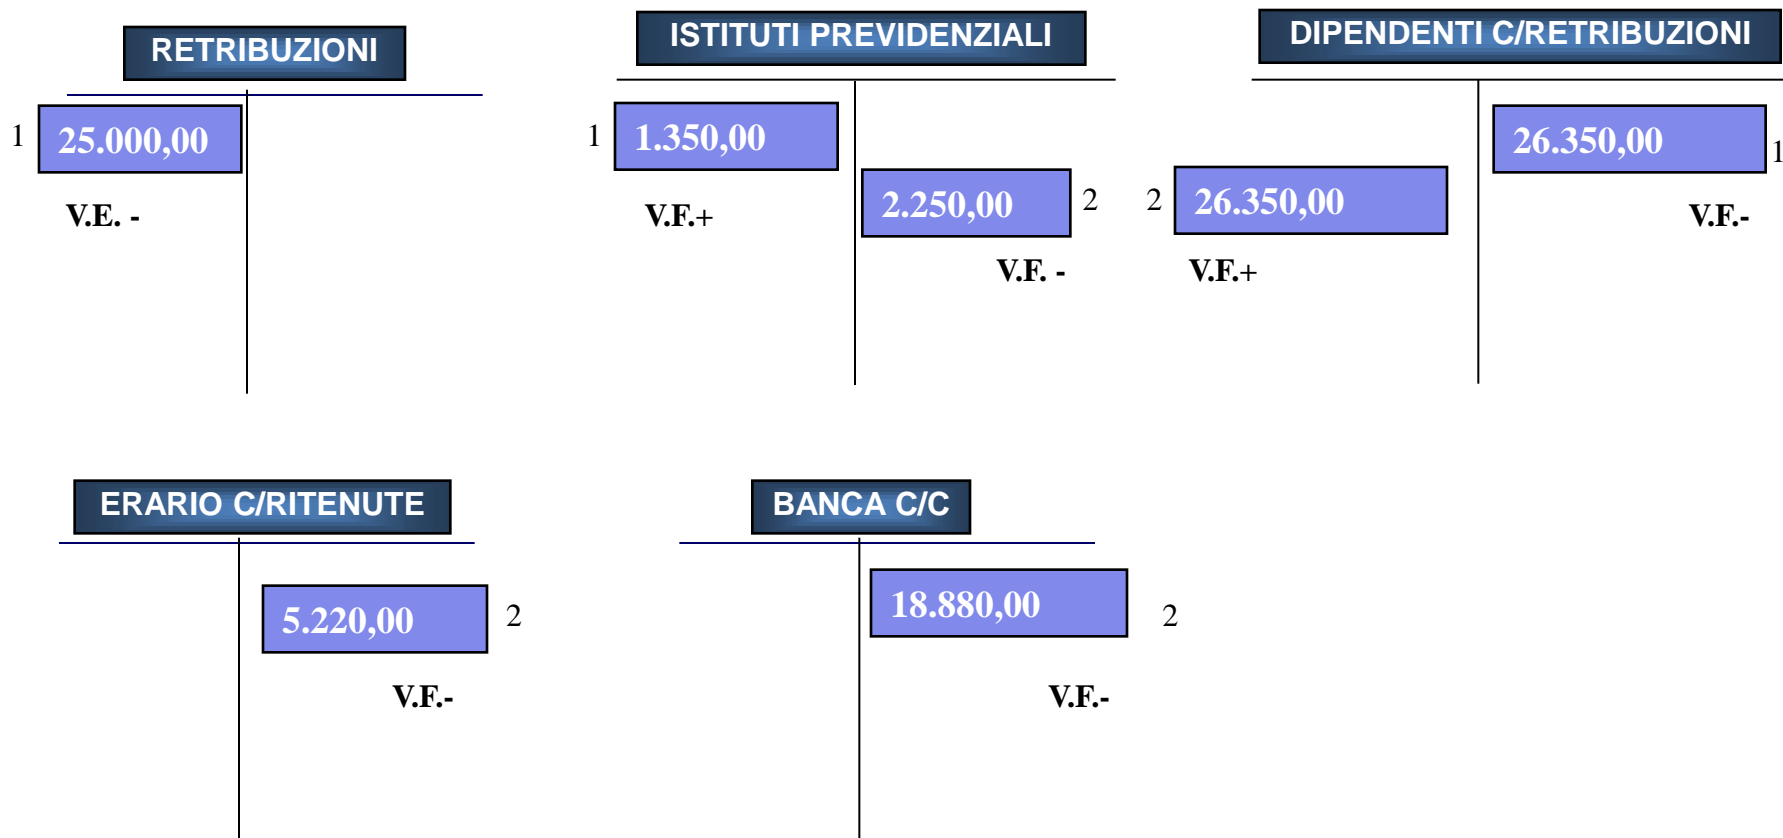 RETRIBUZIONI
1 25.000,00
V.E. -
ISTITUTI PREVIDENZIALI
1 1.350,00
V.F.+
2.250,00 2
V.F. -
DIPENDENTI C/RETRIBUZIONI
26.350,00 1
V.F.-
2 26.350,00
V.F.+
ERARIO C/RITENUTE
5.220,00 2
V.F.-
BANCA C/C
18.880,00 2
V.F.-